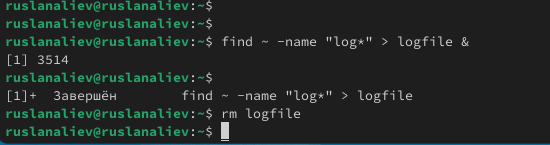 ruslanaliev@ruslanaliev:~$
ruslanaliev@ruslanaliev:~$
ruslanaliev@ruslanaliev:~$ find ~ -name "log*" > logfile &
[1] 3514
ruslanaliev@ruslanaliev:~$
[1]+  Завершён        find ~ -name "log*" > logfile
ruslanaliev@ruslanaliev:~$ rm logfile
ruslanaliev@ruslanaliev:~$